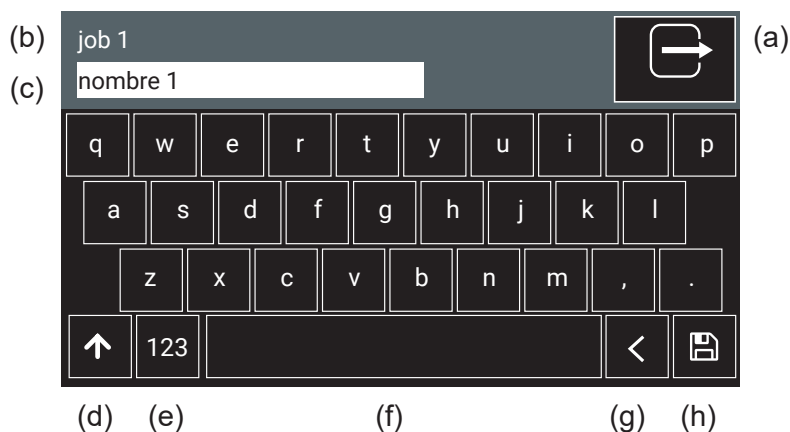 (b) job 1 (a)
(c) nombre 1
q w e r t y u i o p
a s d f g h j k l
z x c v b n m , .
123 <
(d) (e) (f) (g) (h)